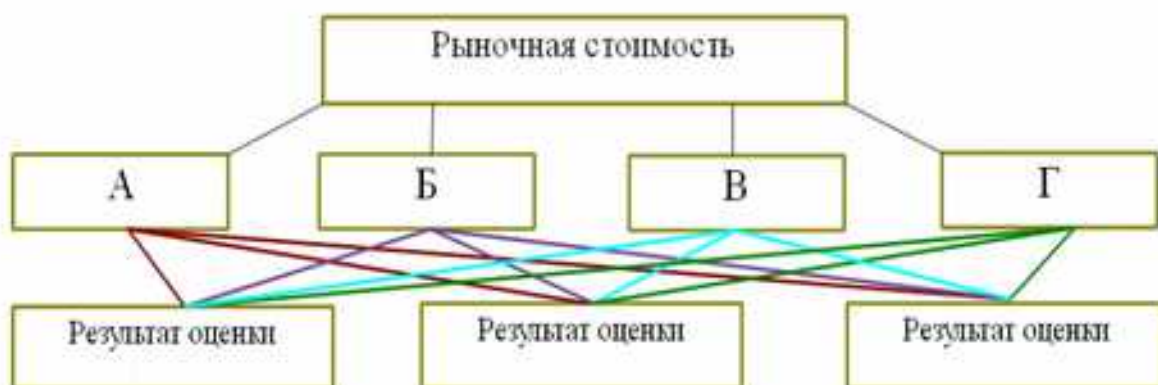 Рыночная стоимость
А
Б
В
Г
Результат оценки
Результат оценки
Результат оценки